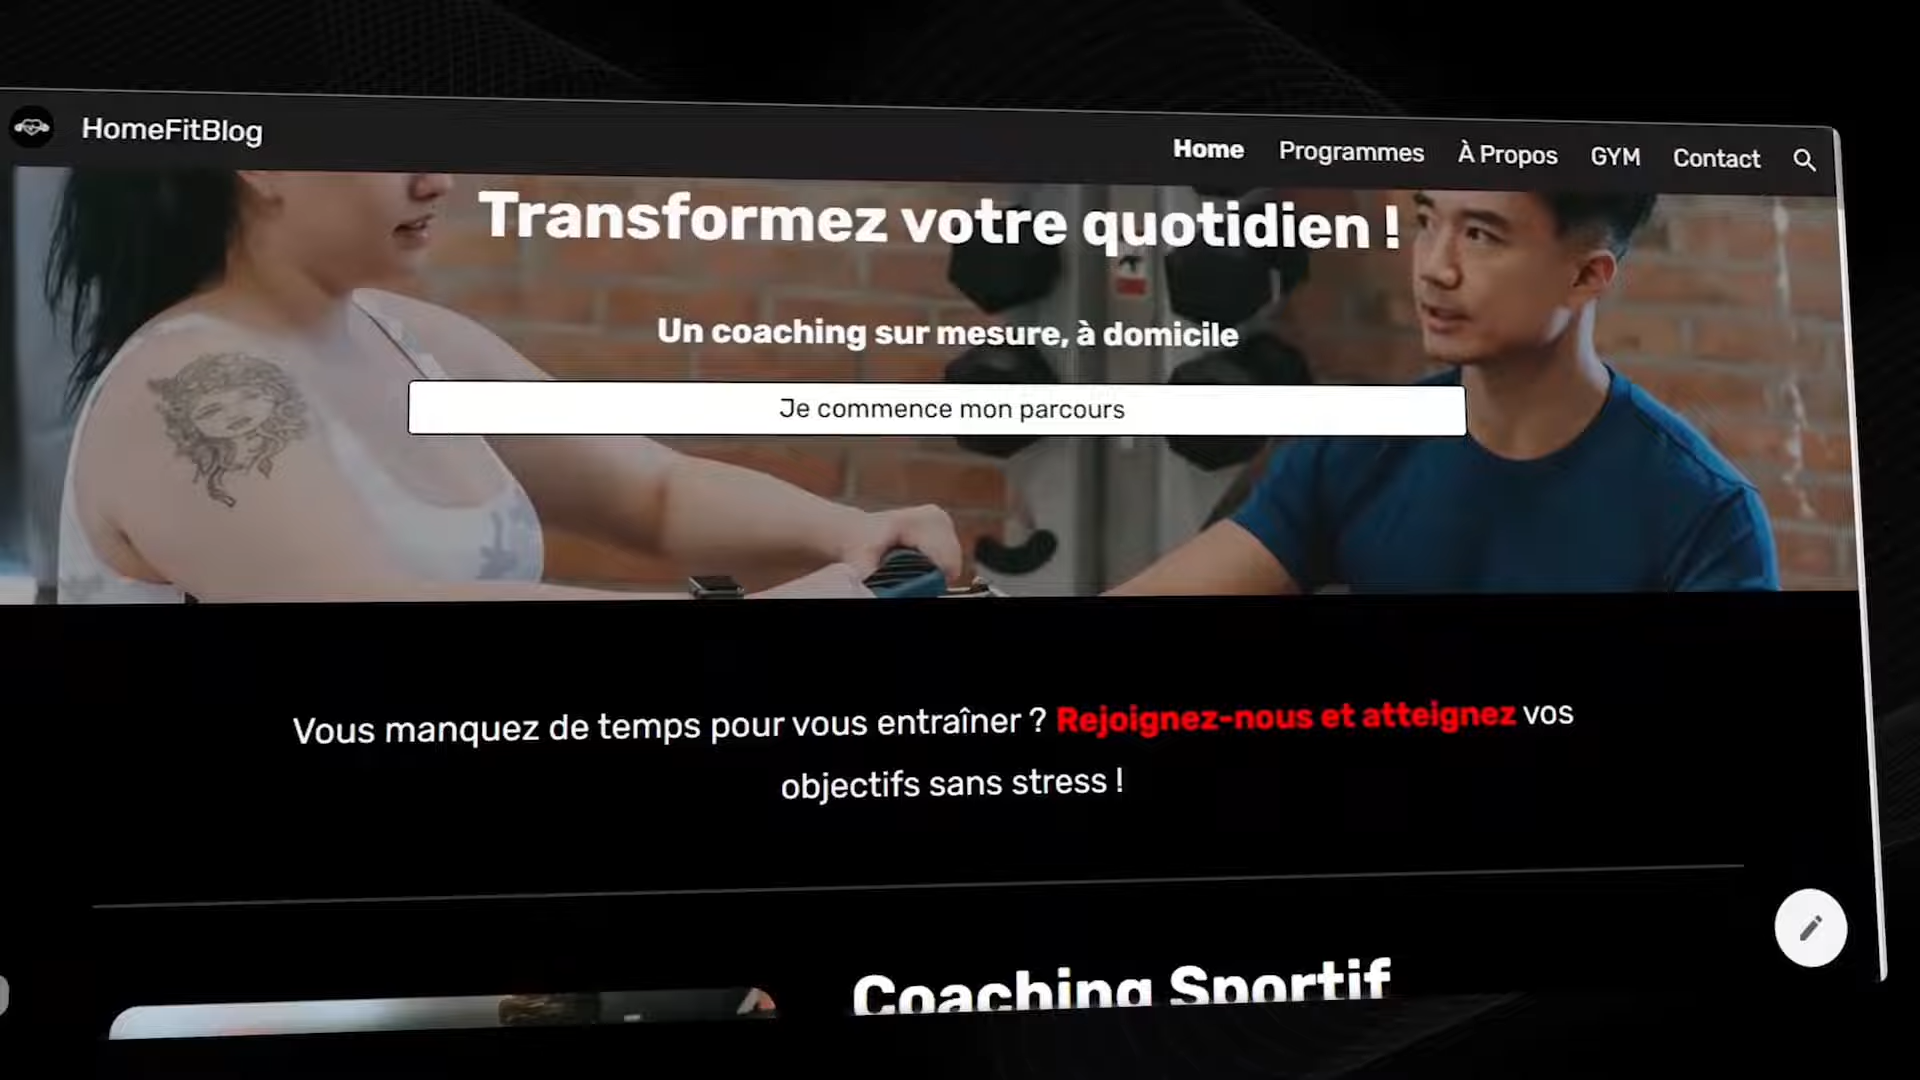 HomeFitBlog
Home Programmes À Propos GYM Contact
Transformez votre quotidien !
Un coaching sur mesure, à domicile
Je commence mon parcours
Vous manquez de temps pour vous entraîner ? Rejoignez-nous et atteignez vos
objectifs sans stress !
Coaching Sportif